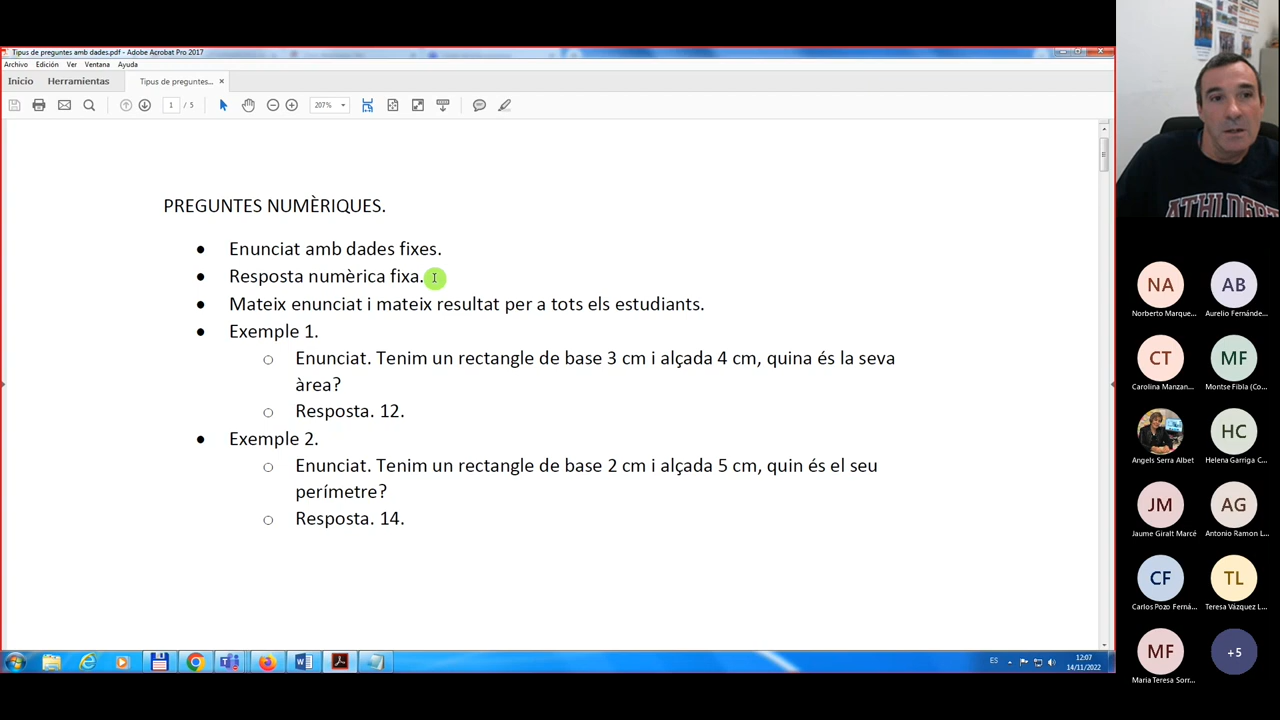 Tipus de preguntes amb dades.pdf - Adobe Acrobat Pro 2017
Archivo Edición Ver Ventana Ayuda
Inicio Herramientas Tipus de preguntes... ×
1 / 5 207%
PREGUNTES NUMÈRIQUES.
• Enunciat amb dades fixes.
• Resposta numèrica fixa.
• Mateix enunciat i mateix resultat per a tots els estudiants.
• Exemple 1.
○ Enunciat. Tenim un rectangle de base 3 cm i alçada 4 cm, quina és la seva
àrea?
○ Resposta. 12.
• Exemple 2.
○ Enunciat. Tenim un rectangle de base 2 cm i alçada 5 cm, quin és el seu
perímetre?
○ Resposta. 14.
ES 12:07
14/11/2022
ATHLDEPT
NA AB
Norberto Marque... Aurelio Fernánde...
CT MF
Carolina Manzan... Montse Fibla (Co...
HC
Angels Serra Albet Helena Garriga C...
JM AG
Jaume Giralt Marcé Antonio Ramon L...
CF TL
Carlos Pozo Ferná... Teresa Vázquez L...
MF +5
Maria Teresa Sorr...